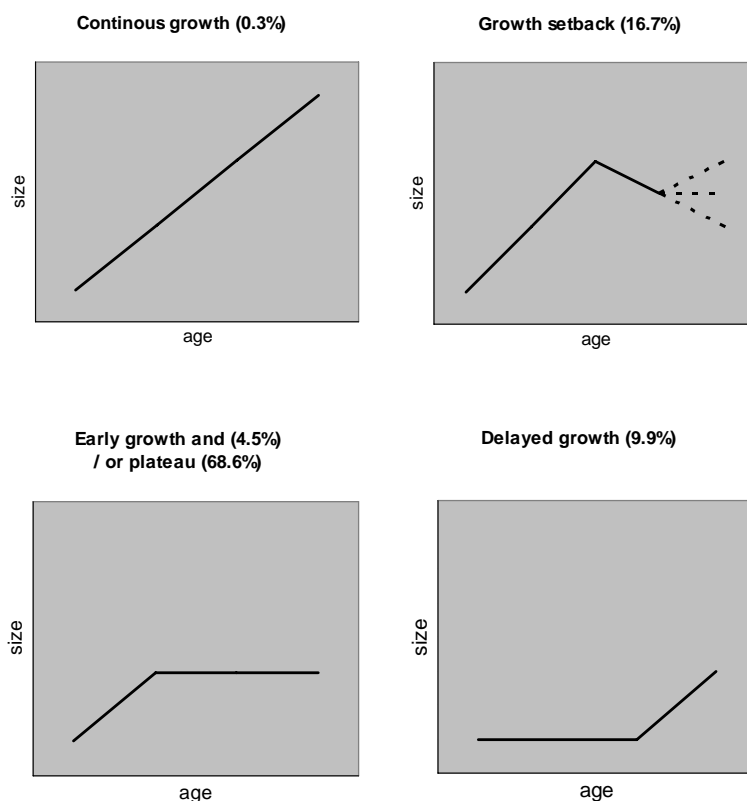 Continous growth (0.3%)
size
age
Growth setback (16.7%)
size
age
Early growth and (4.5%)
/ or plateau (68.6%)
size
age
Delayed growth (9.9%)
size
age